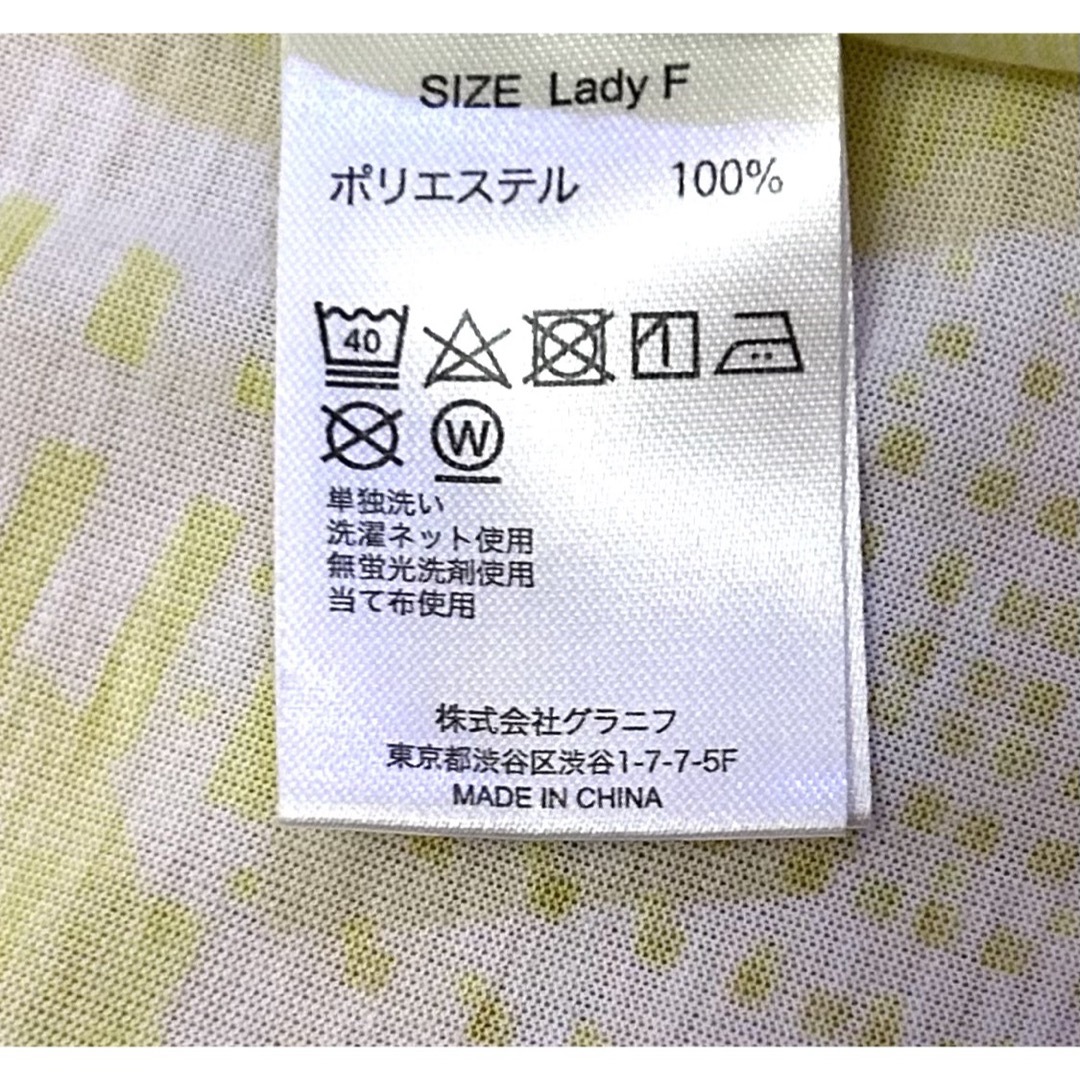 SIZE Lady F
ポリエステル 100%
40
W
単独洗い
洗濯ネット使用
無蛍光洗剤使用
当て布使用
株式会社グラニフ
東京都渋谷区渋谷1-7-7-5F
MADE IN CHINA